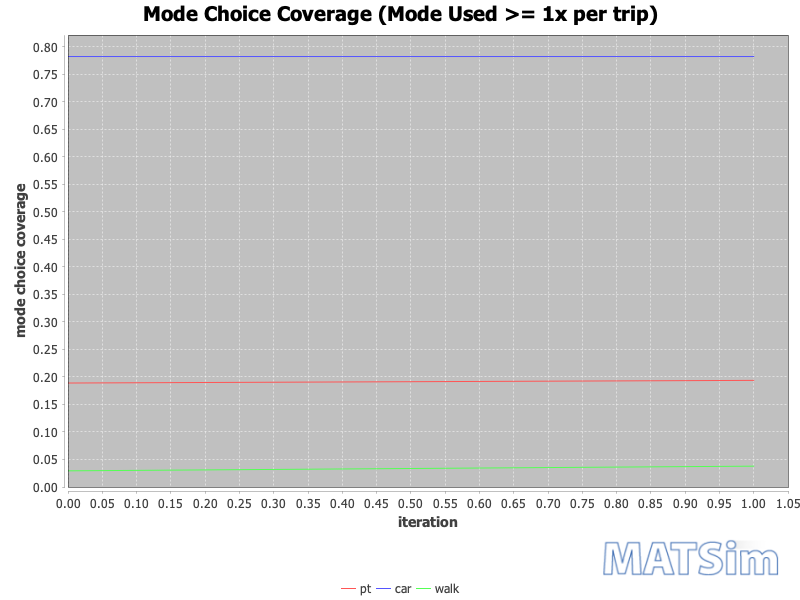 Mode Choice Coverage (Mode Used >= 1x per trip)
mode choice coverage
0.80
0.75
0.70
0.65
0.60
0.55
0.50
0.45
0.40
0.35
0.30
0.25
0.20
0.15
0.10
0.05
0.00
0.00 0.05 0.10 0.15 0.20 0.25 0.30 0.35 0.40 0.45 0.50 0.55 0.60 0.65 0.70 0.75 0.80 0.85 0.90 0.95 1.00 1.05
iteration
MATSim
pt car walk